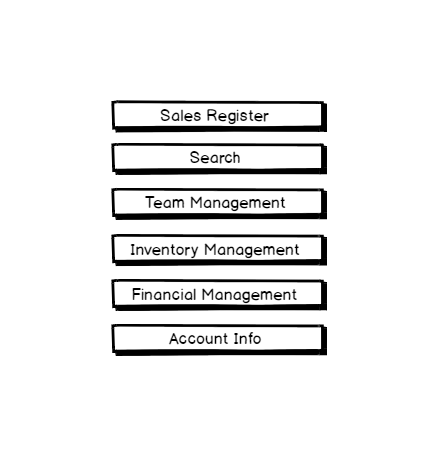 Sales Register
Search
Team Management
Inventory Management
Financial Management
Account Info